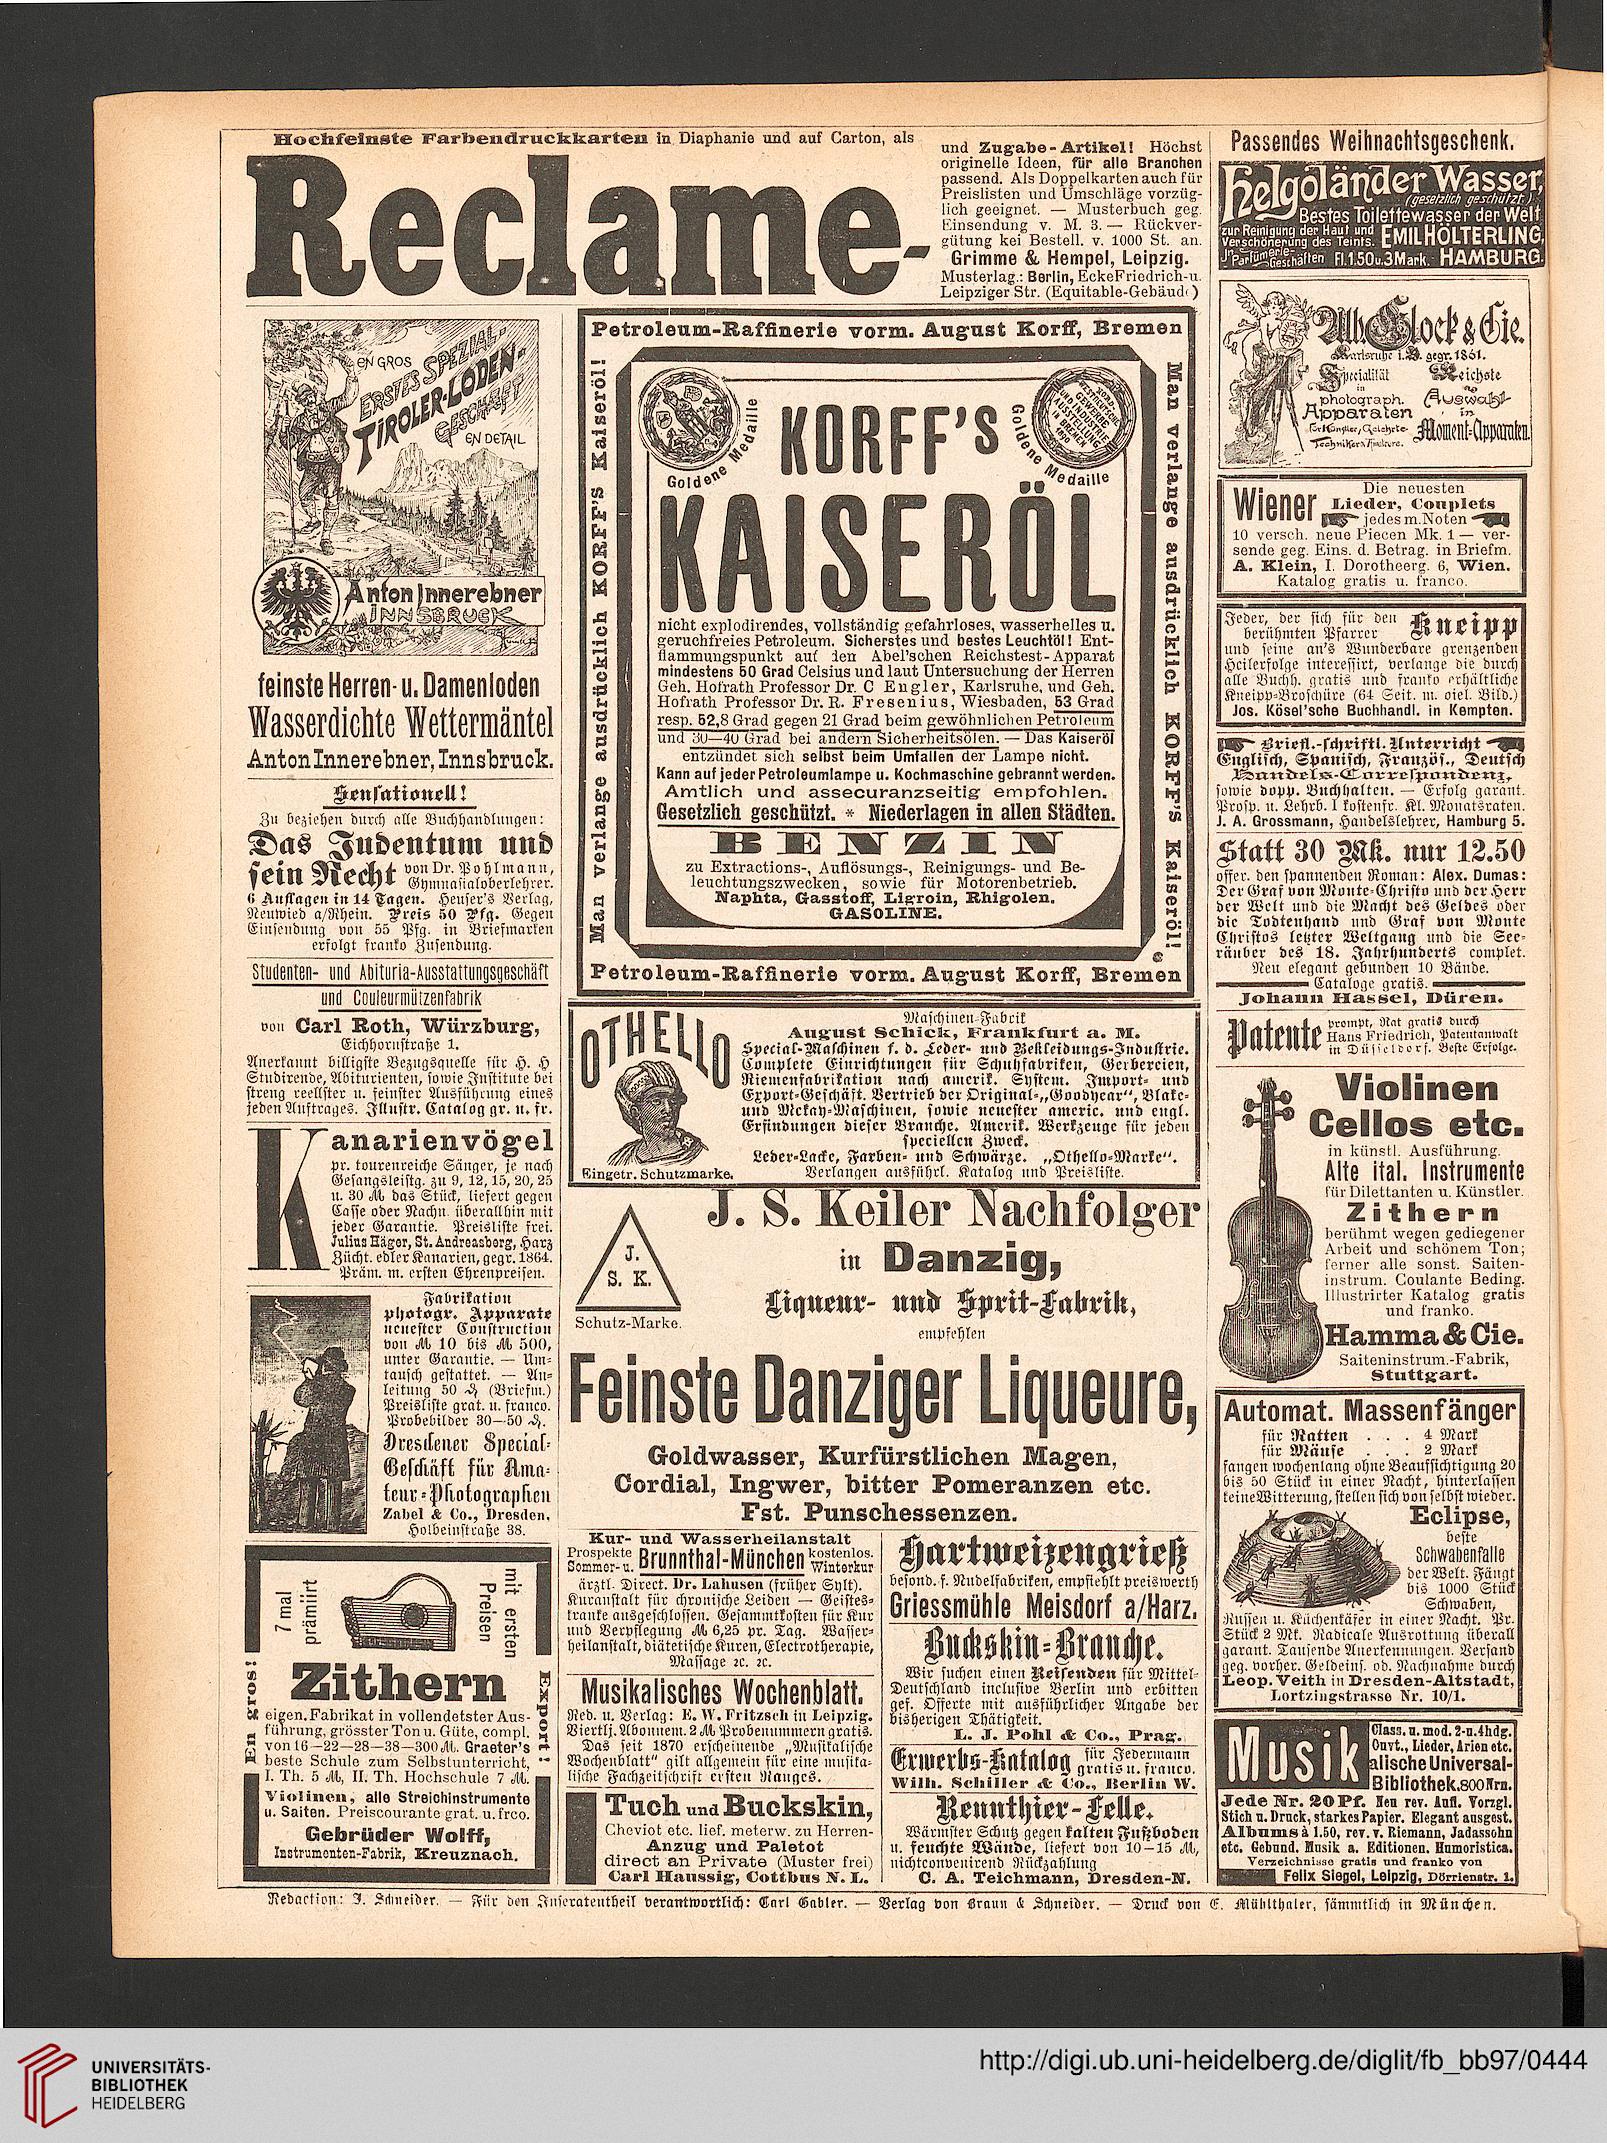 Hochfeinste Farbendruckkarten in Diaphanie und auf Carton, als
Reclame-
und Zugabe-Artikel! Höchst
originelle Ideen, für alle Branchen
passend. Als Doppelkarten auch für
Preislisten und Umschläge vorzüg-
lich geeignet. — Musterbuch geg.
Einsendung v. M. 3. — Rückver-
gütung bei Bestell. v. 1000 St. an.
Grimme & Hempel, Leipzig.
Musterlag.: Berlin, Ecke Friedrich- u.
Leipziger Str. (Equitable-Gebäude)
EN GROS
ERSTES SPEZIAL-
TIROLER-LODEN-
GESCHÆFT
EN DETAIL
Anton Innerebner
INNSBRUCK
feinste Herren- u. Damenloden
Wasserdichte Wettermäntel
Anton Innerebner, Innsbruck.
Sensationell!
Zu beziehen durch alle Buchhandlungen:
Das Judentum und
sein Recht von Dr. Pohlmann,
Gymnasialoberlehrer.
6 Auflagen in 14 Tagen. Heuser's Verlag,
Neuwied a/Rhein. Preis 50 Pfg. Gegen
Einsendung von 55 Pfg. in Briefmarken
erfolgt franko Zusendung.
Studenten- und Abituria-Ausstattungsgeschäft
und Couleurmützenfabrik
von Carl Roth, Würzburg,
Eichhornstraße 1.
Anerkannt billigste Bezugsquelle für H. H
Studirende, Abiturienten, sowie Institute bei
streng reellster u. feinster Ausführung eines
jeden Auftrages. Illustr. Catalog gr. u. fr.
Kanarienvögel
pr. tourenreiche Sänger, je nach
Gesangsleistg. zu 9, 12, 15, 20, 25
u. 30 ℳ das Stück, liefert gegen
Casse oder Nachn. überallhin mit
jeder Garantie. Preisliste frei.
Julius Häger, St. Andreasberg, Harz
Zücht. edler Kanarien, gegr. 1864.
Präm. m. ersten Ehrenpreisen.
Fabrikation
photogr. Apparate
neuester Construction
von ℳ 10 bis ℳ 500,
unter Garantie. — Um-
tausch gestattet. — An-
leitung 50 ₰ (Briefm.)
Preisliste grat. u. franco.
Probebilder 30—50 ₰.
Dresdener Special-
Geschäft für Ama-
teur-Photographen
Zabel & Co., Dresden,
Holbeinstraße 38.
7 mal
prämiirt
mit ersten
Preisen
Zithern
En gros!
Export!
eigen. Fabrikat in vollendetster Aus-
führung, grösster Ton u. Güte, compl.
von 16—22—28—38—300 ℳ. Graeter's
beste Schule zum Selbstunterricht,
I. Th. 5 ℳ, II. Th. Hochschule 7 ℳ.
Violinen, alle Streichinstrumente
u. Saiten. Preiscourante grat. u. frco.
Gebrüder Wolff,
Instrumenten-Fabrik, Kreuznach.
Petroleum-Raffinerie vorm. August Korff, Bremen
Man verlange ausdrücklich KORFF'S Kaiseröl!
Goldene Medaille
NORD-
WESTDEUTSCHE
GEWERBE-
UND INDUSTRIE
AUSSTELLUNG
IN
BREMEN
1890
Goldene Medaille
KORFF'S
KAISERÖL
nicht explodirendes, vollständig gefahrloses, wasserhelles u.
geruchfreies Petroleum. Sicherstes und bestes Leuchtöl! Ent-
flammungspunkt auf den Abel'schen Reichstest-Apparat
mindestens 50 Grad Celsius und laut Untersuchung der Herren
Geh. Hofrath Professor Dr. C Engler, Karlsruhe, und Geh.
Hofrath Professor Dr. R. Fresenius, Wiesbaden, 53 Grad
resp. 52,8 Grad gegen 21 Grad beim gewöhnlichen Petroleum
und 30—40 Grad bei andern Sicherheitsölen. — Das Kaiseröl
entzündet sich selbst beim Umfallen der Lampe nicht.
Kann auf jeder Petroleumlampe u. Kochmaschine gebrannt werden.
Amtlich und assecuranzseitig empfohlen.
Gesetzlich geschützt. * Niederlagen in allen Städten.
BENZIN
zu Extractions-, Auflösungs-, Reinigungs- und Be-
leuchtungszwecken, sowie für Motorenbetrieb.
Naphta, Gasstoff, Ligroin, Rhigolen.
GASOLINE.
Man verlange ausdrücklich KORFF'S Kaiseröl!
Petroleum-Raffinerie vorm. August Korff, Bremen
OTHELLO
Eingetr. Schutzmarke.
Maschinen-Fabrik
August Schick, Frankfurt a. M.
Special-Maschinen f. d. Leder- und Bekleidungs-Industrie.
Complete Einrichtungen für Schuhfabriken, Gerbereien,
Riemenfabrikation nach amerik. System. Import- und
Export-Geschäft. Vertrieb der Original-„Goodyear“, Blake-
und McKay-Maschinen, sowie neuester americ. und engl.
Erfindungen dieser Branche. Amerik. Werkzeuge für jeden
speciellen Zweck.
Leder-Lacke, Farben- und Schwärze. „Othello-Marke“.
Verlangen ausführl. Katalog und Preisliste.
J.
S. K.
Schutz-Marke.
J. S. Keiler Nachfolger
in Danzig,
Liqueur- und Sprit-Fabrik,
empfehlen
Feinste Danziger Liqueure,
Goldwasser, Kurfürstlichen Magen,
Cordial, Ingwer, bitter Pomeranzen etc.
Fst. Punschessenzen.
Kur- und Wasserheilanstalt
Prospekte Brunnthal-München kostenlos.
Sommer- u. Winterkur
ärztl. Direct. Dr. Lahusen (früher Sylt).
Kuranstalt für chronische Leiden — Geistes-
kranke ausgeschlossen. Gesammtkosten für Kur
und Verpflegung ℳ 6,25 pr. Tag. Wasser-
heilanstalt, diätetische Kuren, Electrotherapie,
Massage ꝛc. ꝛc.
Musikalisches Wochenblatt.
Red. u. Verlag: E. W. Fritzsch in Leipzig.
Viertlj. Abonnem. 2 ℳ Probenummern gratis.
Das seit 1870 erscheinende „Musikalische
Wochenblatt“ gilt allgemein für eine musika-
lische Fachzeitschrift ersten Ranges.
Tuch und Buckskin,
Cheviot etc. lief. meterw. zu Herren-
Anzug und Paletot
direct an Private (Muster frei)
Carl Haussig, Cottbus N. L.
Hartweizengrieß
besond. f. Nudelfabriken, empfiehlt preiswerth
Griessmühle Meisdorf a/Harz.
Buckskin-Branche.
Wir suchen einen Reisenden für Mittel-
Deutschland inclusive Berlin und erbitten
gef. Offerte mit ausführlicher Angabe der
bisherigen Thätigkeit.
L. J. Pohl & Co., Prag.
Erwerbs-Katalog für Jedermann
gratis u. franco.
Wilh. Schiller & Co., Berlin W.
Rennthier-Felle.
Wärmster Schutz gegen kalten Fußboden
u. feuchte Wände, liefert von 10—15 ℳ,
nichtconvenirend Rückzahlung
C. A. Teichmann, Dresden-N.
Passendes Weihnachtsgeschenk.
Helgoländer Wasser,
(gesetzlich geschützt.)
Bestes Toilettewasser der Welt
zur Reinigung der Haut und
Verschönerung des Teints.
EMIL HÖLTERLING,
In Parfümerie-
Geschäften Fl. 1.50 u. 3 Mark. HAMBURG.
Alb. Glock & Cie.
Karlsruhe i. B. gegr. 1861.
Specialität
in
photograph.
Apparaten
für Künstler, Gelehrte-
Techniker & Amateure.
Reichste
Auswahl
in
Moment-Apparaten.
Wiener
Die neuesten
Lieder, Couplets
jedes m. Noten
10 versch. neue Piecen Mk. 1 — ver-
sende geg. Eins. d. Betrag. in Briefm.
A. Klein, I. Dorotheerg. 6, Wien.
Katalog gratis u. franco.
Jeder, der sich für den
berühmten Pfarrer Kneipp
und seine an's Wunderbare grenzenden
Heilerfolge interessirt, verlange die durch
alle Buchh. gratis und franko erhältliche
Kneipp-Broschüre (64 Seit. m. viel. Bild.)
Jos. Kösel'sche Buchhandl. in Kempten.
Briefl.-schriftl. Unterricht
Englisch, Spanisch, Französ., Deutsch
Handels-Correspondenz,
sowie dopp. Buchhalten. — Erfolg garant.
Prosp. u. Lehrb. I kostenfr. Kl. Monatsraten.
J. A. Grossmann, Handelslehrer, Hamburg 5.
Statt 30 Mk. nur 12.50
offer. den spannenden Roman: Alex. Dumas:
Der Graf von Monte-Christo und der Herr
der Welt und die Macht des Geldes oder
die Todtenhand und Graf von Monte
Christos letzter Weltgang und die See-
räuber des 18. Jahrhunderts complet.
Neu elegant gebunden 10 Bände.
Cataloge gratis.
Johann Hassel, Düren.
Patente prompt, Rat gratis durch
Hans Friedrich, Patentanwalt
in Düsseldorf. Beste Erfolge.
Violinen
Cellos etc.
in künstl. Ausführung.
Alte ital. Instrumente
für Dilettanten u. Künstler.
Zithern
berühmt wegen gediegener
Arbeit und schönem Ton;
ferner alle sonst. Saiten-
instrum. Coulante Beding.
Illustrirter Katalog gratis
und franko.
Hamma & Cie.
Saiteninstrum.-Fabrik,
Stuttgart.
Automat. Massenfänger
für Ratten . . . 4 Mark
für Mäuse . . . 2 Mark
fangen wochenlang ohne Beaufsichtigung 20
bis 50 Stück in einer Nacht, hinterlassen
keine Witterung, stellen sich von selbst wieder.
Eclipse,
beste
Schwabenfalle
der Welt. Fängt
bis 1000 Stück
Schwaben,
Russen u. Küchenkäfer in einer Nacht. Pr.
Stück 2 Mk. Radicale Ausrottung überall
garant. Tausende Anerkennungen. Versand
geg. vorher. Geldeins. od. Nachnahme durch
Leop. Veith in Dresden-Altstadt,
Lortzingstrasse Nr. 10/1.
Musikalische Universal-
Class. u. mod. 2- u. 4hdg.
Ouvt., Lieder, Arien etc.
Bibliothek. 800 Nrn.
Jede Nr. 20 Pf. Neu rev. Aufl. Vorzgl.
Stich u. Druck, starkes Papier. Elegant ausgest.
Albums à 1.50, rev. v. Riemann, Jadassohn
etc. Gebund. Musik a. Editionen. Humoristica.
Verzeichnisse gratis und franko von
Felix Siegel, Leipzig, Dörrienstr. 1.
Redaction: J. Schneider. — Für den Inseratentheil verantwortlich: Carl Gabler. — Verlag von Braun & Schneider. — Druck von E. Mühlthaler, sämmtlich in München.
UNIVERSITÄTS-
BIBLIOTHEK
HEIDELBERG
http://digi.ub.uni-heidelberg.de/diglit/fb_bb97/0444